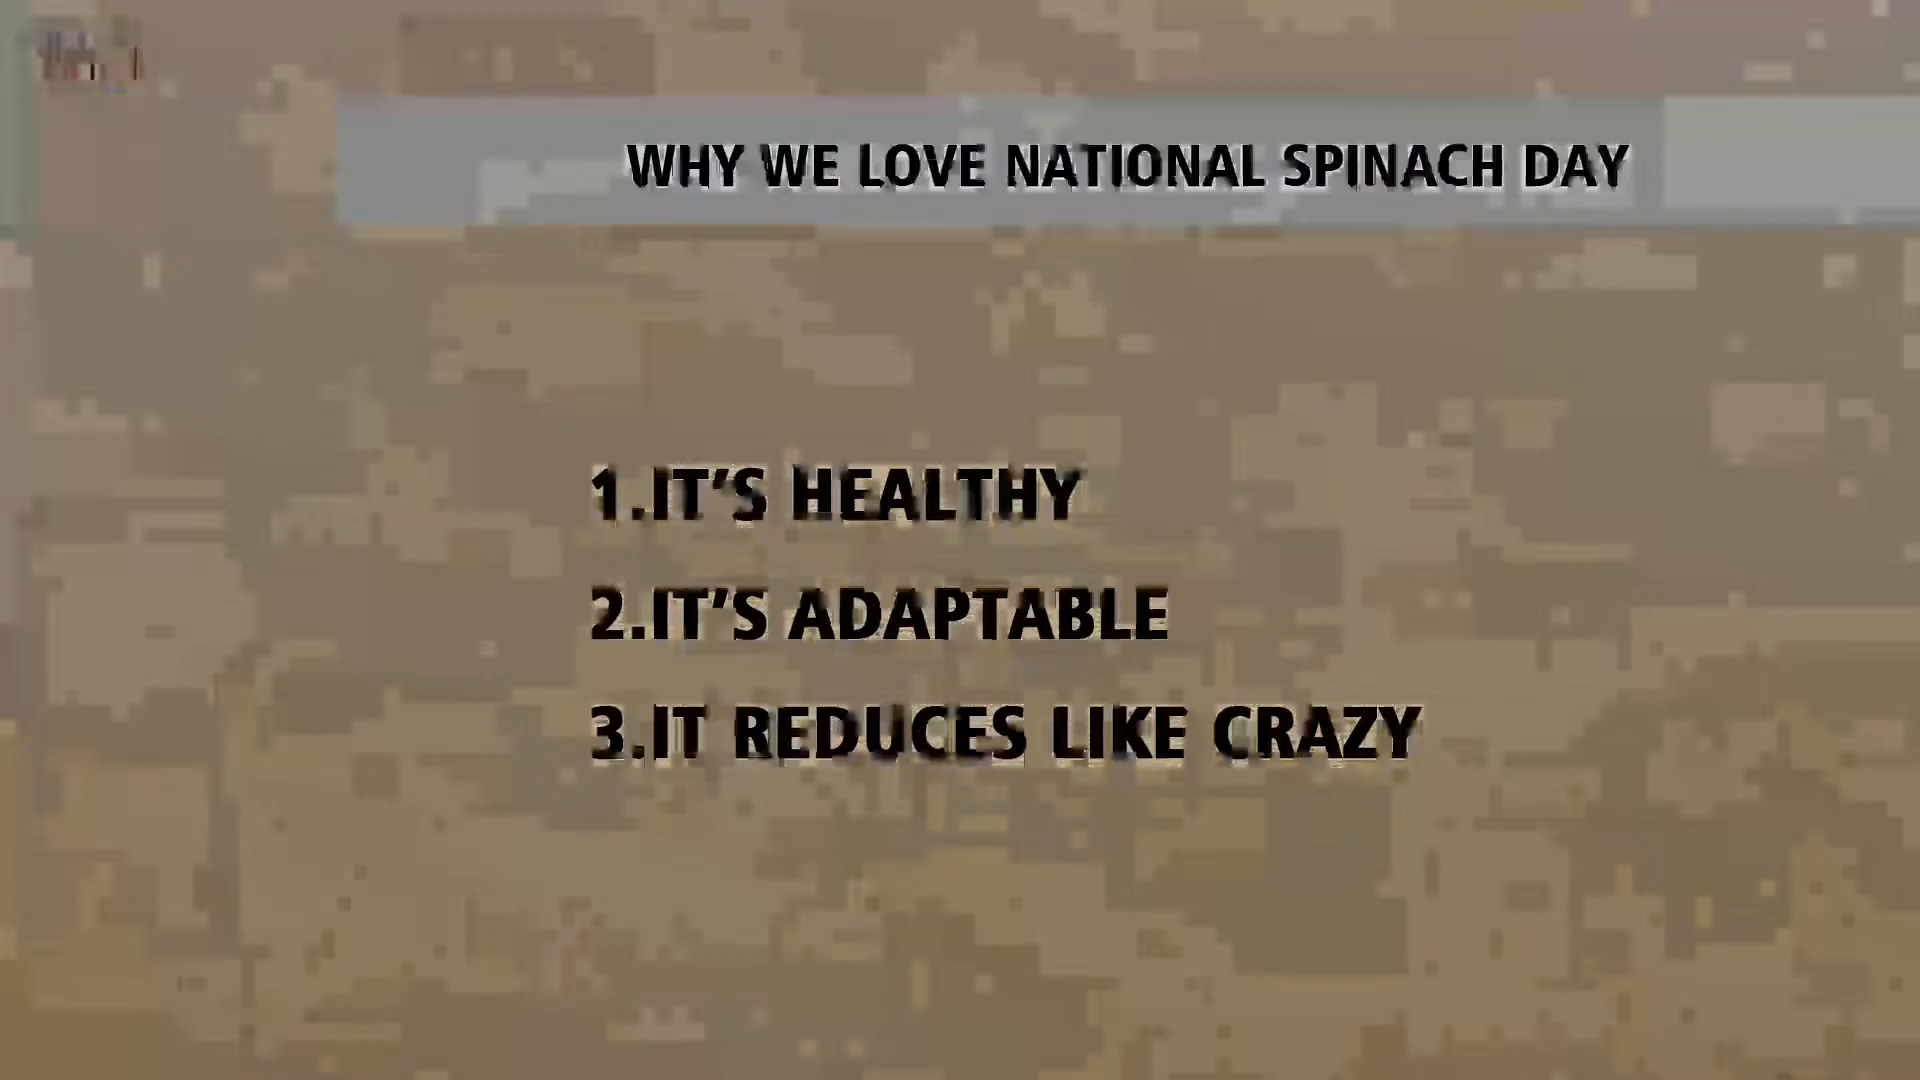 WHY WE LOVE NATIONAL SPINACH DAY
1.IT’S HEALTHY
2.IT’S ADAPTABLE
3.IT REDUCES LIKE CRAZY